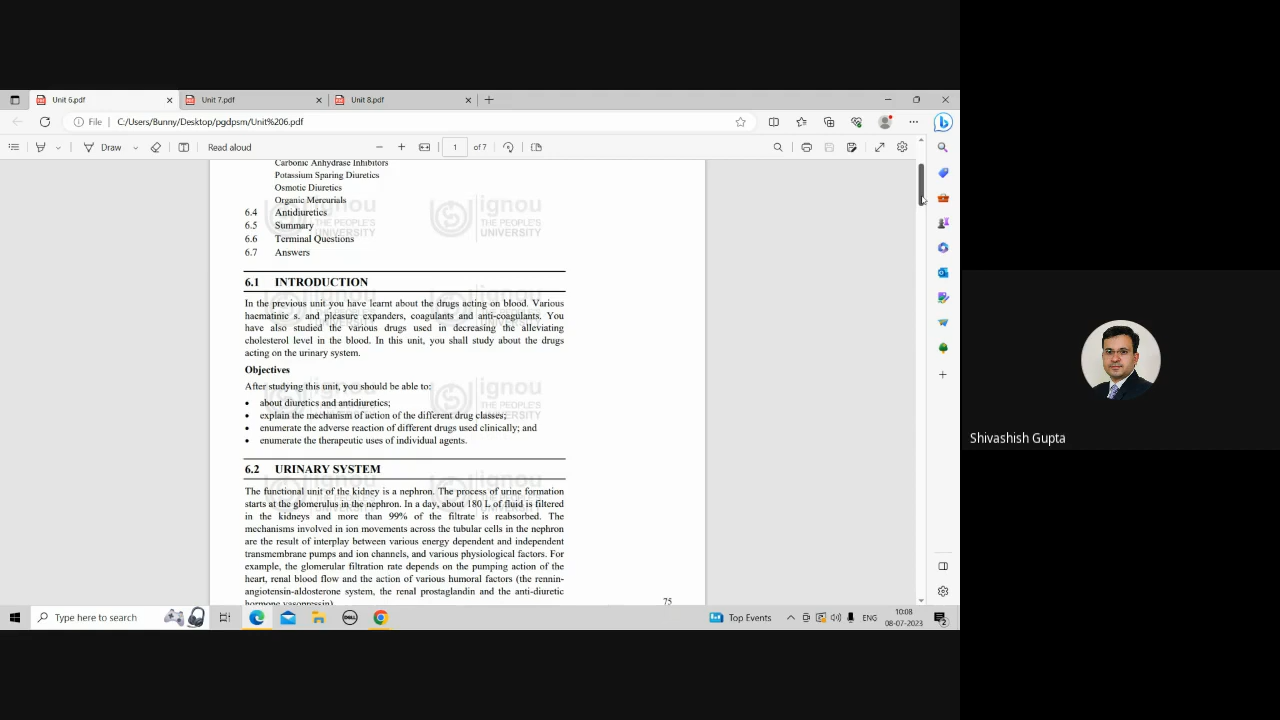 Unit 6.pdf
Unit 7.pdf
Unit 8.pdf
File C:/Users/Bunny/Desktop/pgdpsm/Unit%206.pdf
Draw
Read aloud
1 of 7
Carbonic Anhydrase Inhibitors
Potassium Sparing Diuretics
Osmotic Diuretics
Organic Mercurials
6.4 Antidiuretics
6.5 Summary
6.6 Terminal Questions
6.7 Answers
ignou
THE PEOPLE'S
UNIVERSITY
ignou
THE PEOPLE'S
UNIVERSITY
6.1 INTRODUCTION
In the previous unit you have learnt about the drugs acting on blood. Various
haematinic s. and pleasure expanders, coagulants and anti-coagulants. You
have also studied the various drugs used in decreasing the alleviating
cholesterol level in the blood. In this unit, you shall study about the drugs
acting on the urinary system.
Objectives
After studying this unit, you should be able to:
• about diuretics and antidiuretics;
• explain the mechanism of action of the different drug classes;
• enumerate the adverse reaction of different drugs used clinically; and
• enumerate the therapeutic uses of individual agents.
6.2 URINARY SYSTEM
The functional unit of the kidney is a nephron. The process of urine formation
starts at the glomerulus in the nephron. In a day, about 180 L of fluid is filtered
in the kidneys and more than 99% of the filtrate is reabsorbed. The
mechanisms involved in ion movements across the tubular cells in the nephron
are the result of interplay between various energy dependent and independent
transmembrane pumps and ion channels, and various physiological factors. For
example, the glomerular filtration rate depends on the pumping action of the
heart, renal blood flow and the action of various humoral factors (the rennin-
angiotensin-aldosterone system, the renal prostaglandin and the anti-diuretic
hormone vasopressin).
75
Shivashish Gupta
Type here to search
DELL
Top Events
ENG
10:08
08-07-2023
2